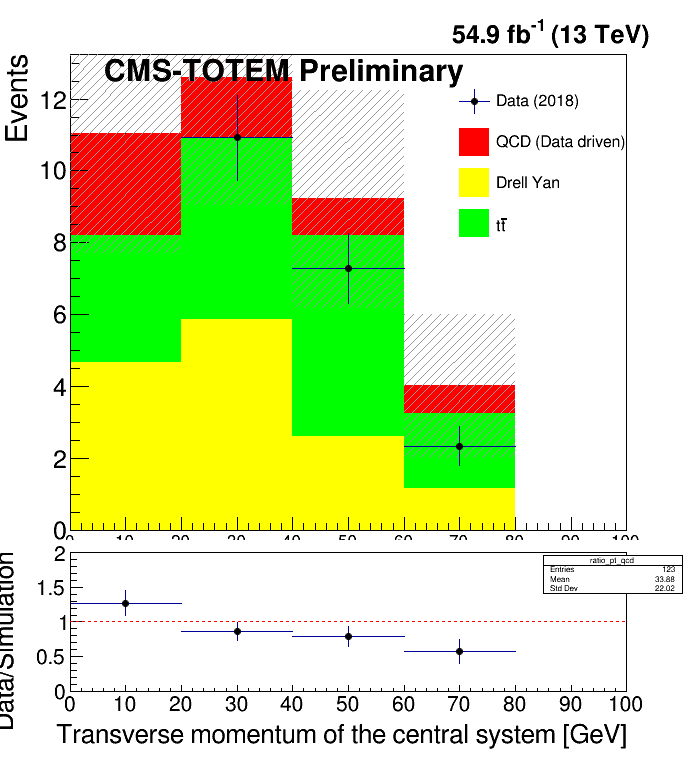 54.9 fb-1 (13 TeV)
CMS-TOTEM Preliminary
Events
12
10
8
6
4
2
0
Data (2018)
QCD (Data driven)
Drell Yan
tt̄
0 10 20 30 40 50 60 70 80 90 100
Data/Simulation
2
1.5
1
0.5
0
ratio_pt_qcd
Entries 123
Mean 33.88
Std Dev 22.02
0 10 20 30 40 50 60 70 80 90 100
Transverse momentum of the central system [GeV]